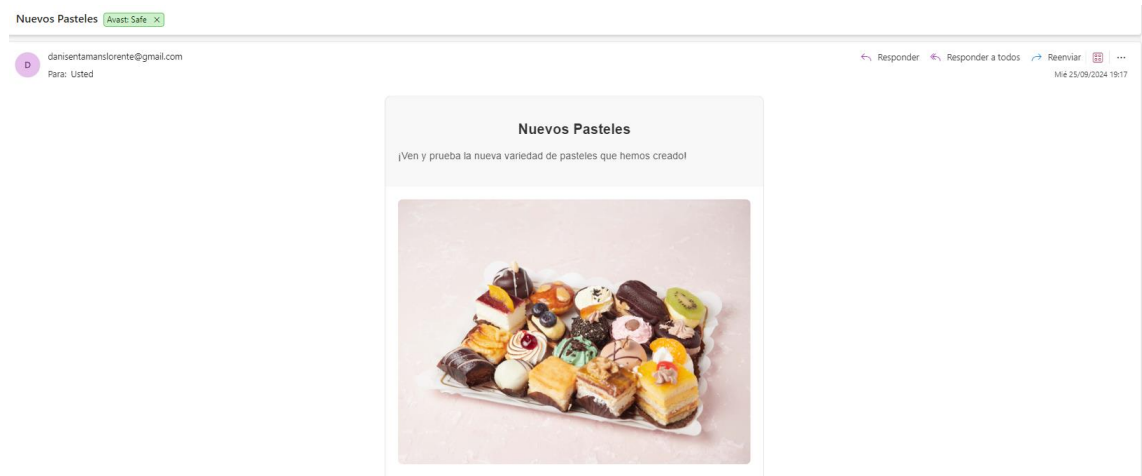 Nuevos Pasteles Avast: Safe ×
danisentamanslorente@gmail.com
D
Para: Usted
Responder Responder a todos Reenviar ...
Mié 25/09/2024 19:17
Nuevos Pasteles
¡Ven y prueba la nueva variedad de pasteles que hemos creado!